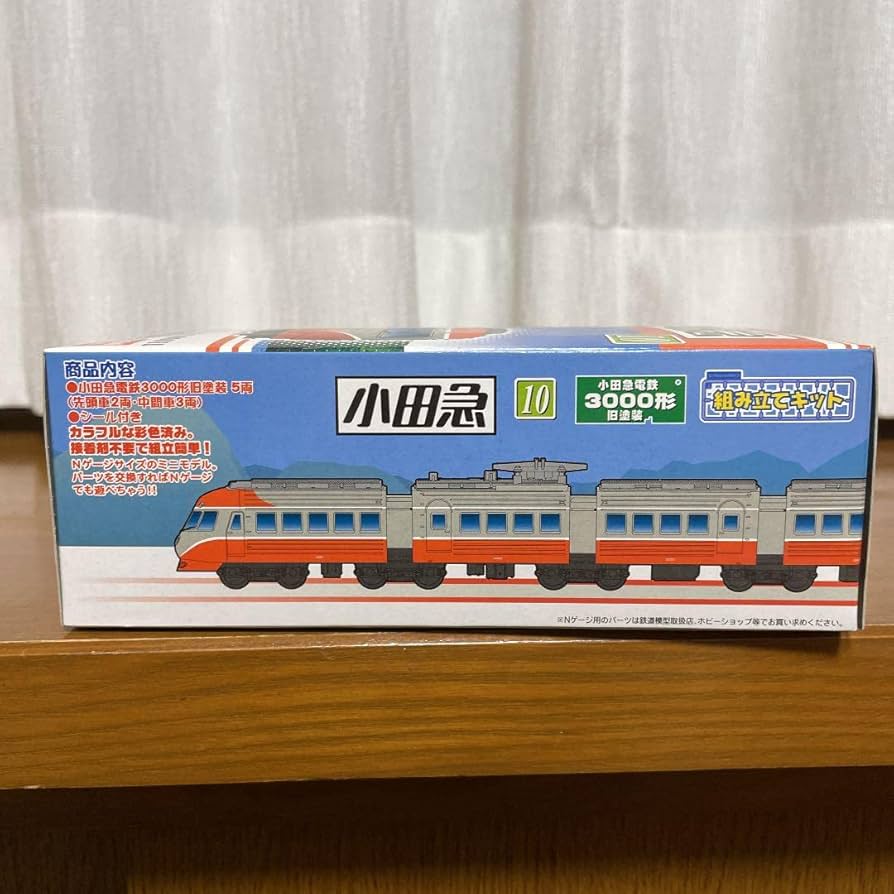 商品内容
●小田急電鉄3000形旧塗装 5両
(先頭車2両・中間車3両)
●シール付き
カラフルな彩色済み。
接着剤不要で組立簡単!
Nゲージサイズのミニモデル。
パーツを交換すればNゲージ
でも遊べちゃう!!
小田急
10
小田急電鉄
3000形
旧塗装
組み立てキット
※Nゲージ用のパーツは鉄道模型取扱店、ホビーショップ等でお買い求めください。